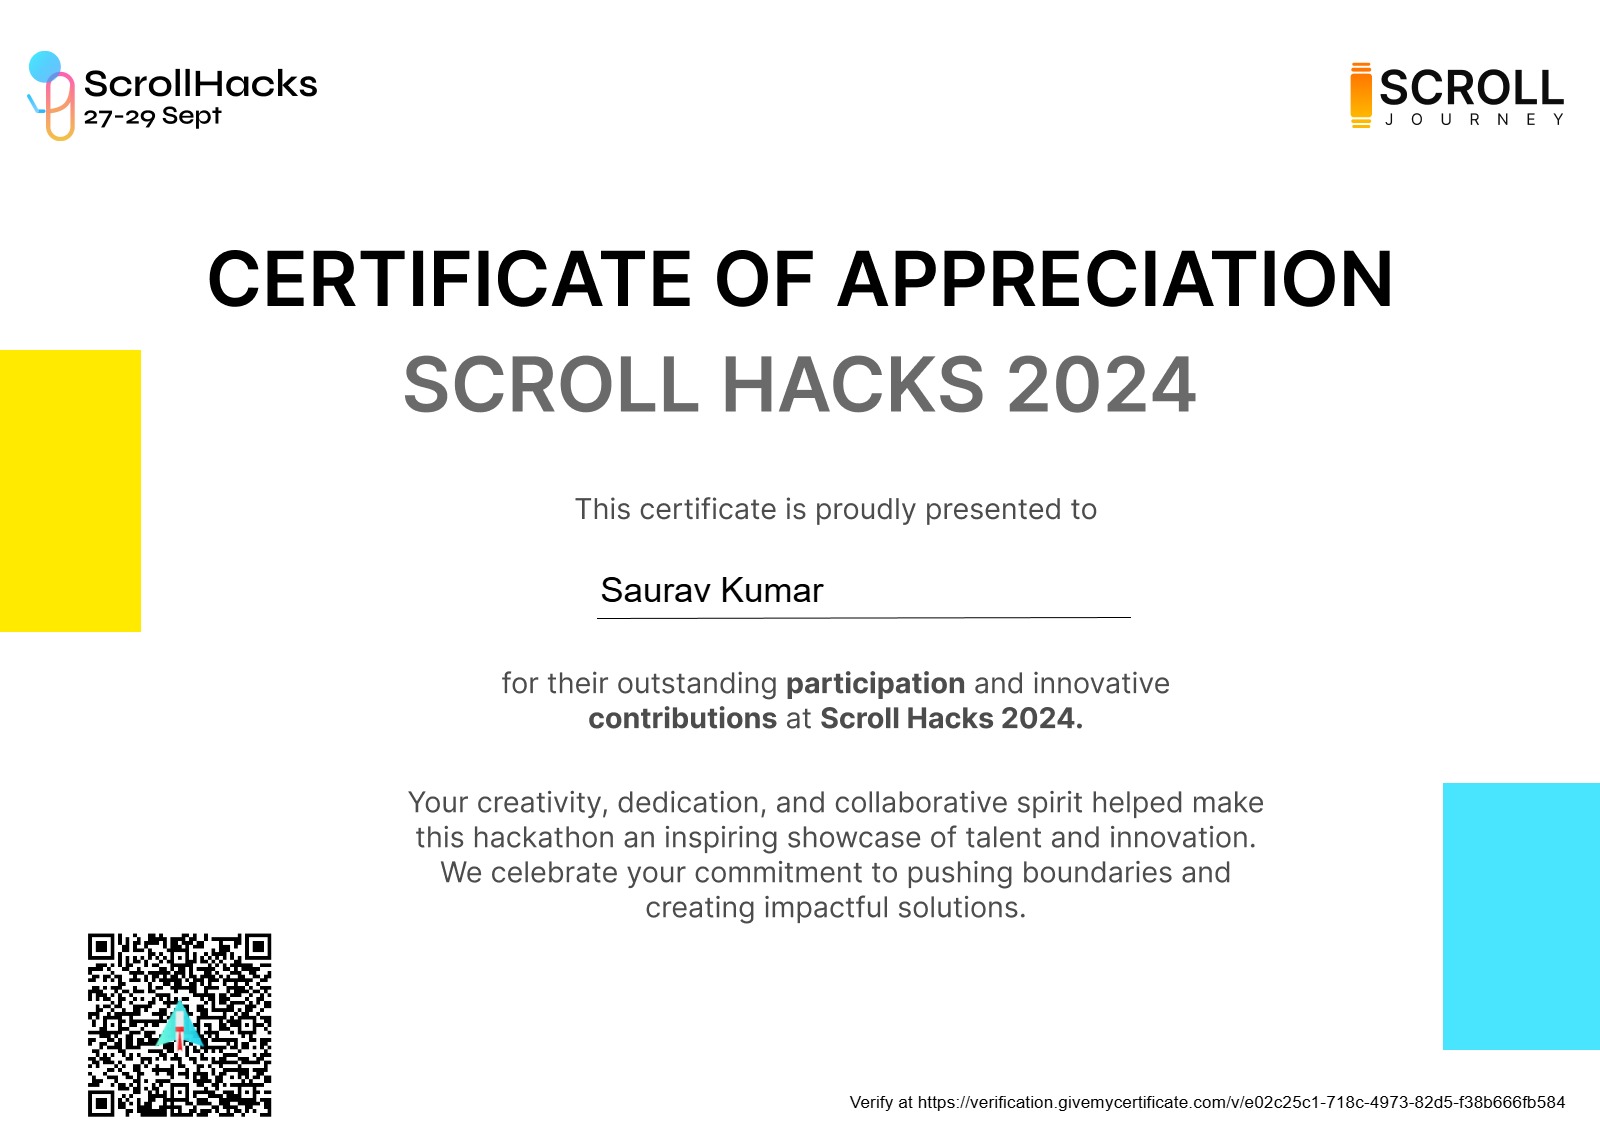 ScrollHacks
27-29 Sept
SCROLL
JOURNEY
CERTIFICATE OF APPRECIATION
SCROLL HACKS 2024
This certificate is proudly presented to
Saurav Kumar
for their outstanding participation and innovative
contributions at Scroll Hacks 2024.
Your creativity, dedication, and collaborative spirit helped make
this hackathon an inspiring showcase of talent and innovation.
We celebrate your commitment to pushing boundaries and
creating impactful solutions.
Verify at https://verification.givemycertificate.com/v/e02c25c1-718c-4973-82d5-f38b666fb584